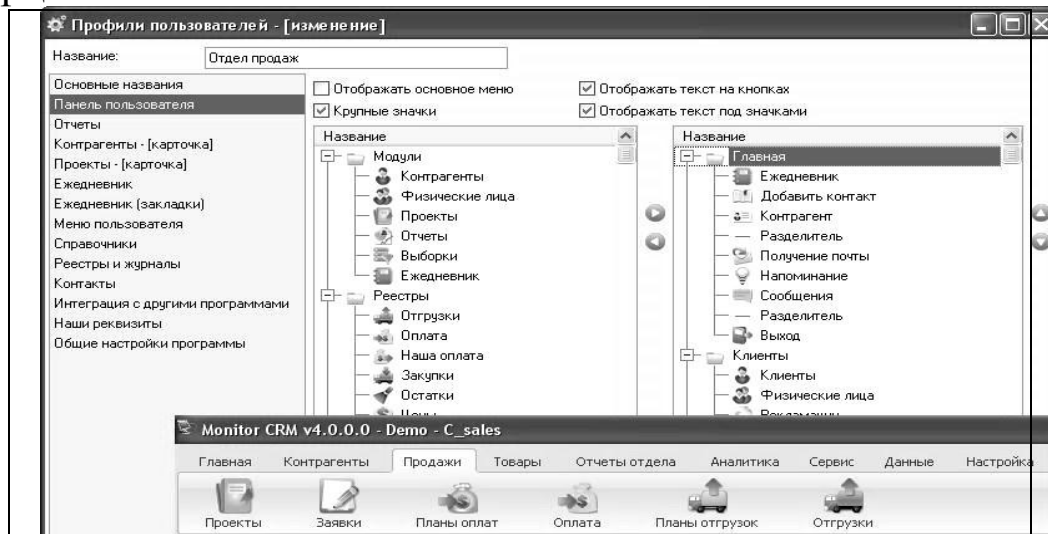 Профили пользователей - [изменение]
Название: Отдел продаж
Основные названия
Панель пользователя
Отчеты
Контрагенты - [карточка]
Проекты - [карточка]
Ежедневник
Ежедневник (закладки)
Меню пользователя
Справочники
Реестры и журналы
Контакты
Интеграция с другими программами
Наши реквизиты
Общие настройки программы
Отображать основное меню
Отображать текст на кнопках
Крупные значки
Отображать текст под значками
Название
Модули
Контрагенты
Физические лица
Проекты
Отчеты
Выборки
Ежедневник
Реестры
Отгрузки
Оплата
Наша оплата
Закупки
Остатки
Цены
Название
Главная
Ежедневник
Добавить контакт
Контрагент
Разделитель
Получение почты
Напоминание
Сообщения
Разделитель
Выход
Клиенты
Клиенты
Физические лица
Рекламации
Monitor CRM v4.0.0.0 - Demo - C_sales
Главная Контрагенты Продажи Товары Отчеты отдела Аналитика Сервис Данные Настройка
Проекты Заявки Планы оплат Оплата Планы отгрузок Отгрузки